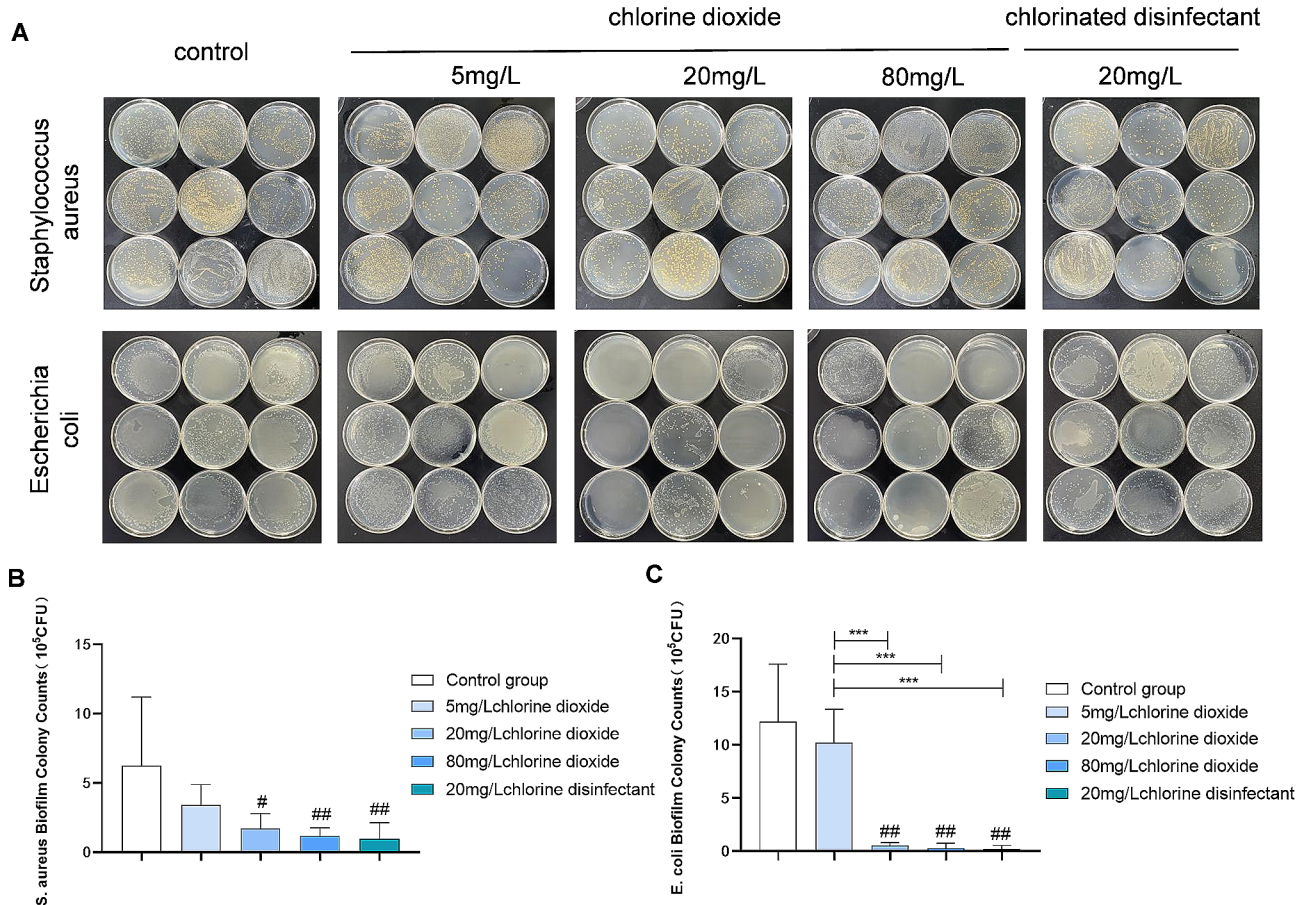 A
control
chlorine dioxide
chlorinated disinfectant
5mg/L
20mg/L
80mg/L
20mg/L
Staphylococcus
aureus
Escherichia
coli
B
S. aureus Biofilm Colony Counts（10⁵CFU）
15
10
5
0
#
##
##
Control group
5mg/Lchlorine dioxide
20mg/Lchlorine dioxide
80mg/Lchlorine dioxide
20mg/Lchlorine disinfectant
C
E. coli Biofilm Colony Counts（10⁵CFU）
20
15
10
5
0
***
***
***
##
##
##
Control group
5mg/Lchlorine dioxide
20mg/Lchlorine dioxide
80mg/Lchlorine dioxide
20mg/Lchlorine disinfectant